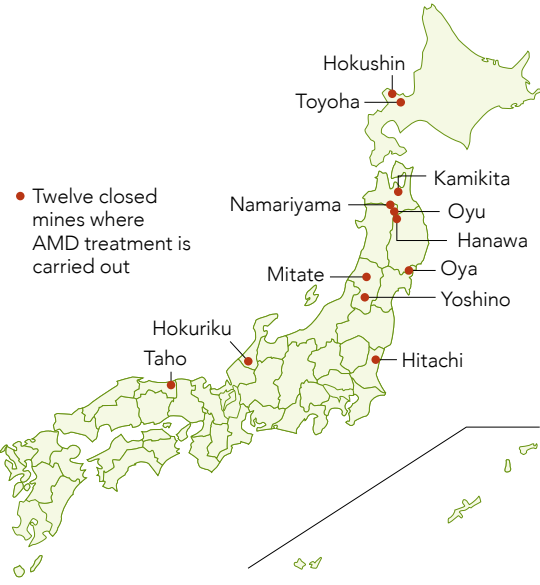 Hokushin
Toyoha
Kamikita
Namariyama
Oyu
Hanawa
Twelve closed
mines where
AMD treatment is
carried out
Mitate
Oya
Yoshino
Hokuriku
Taho
Hitachi